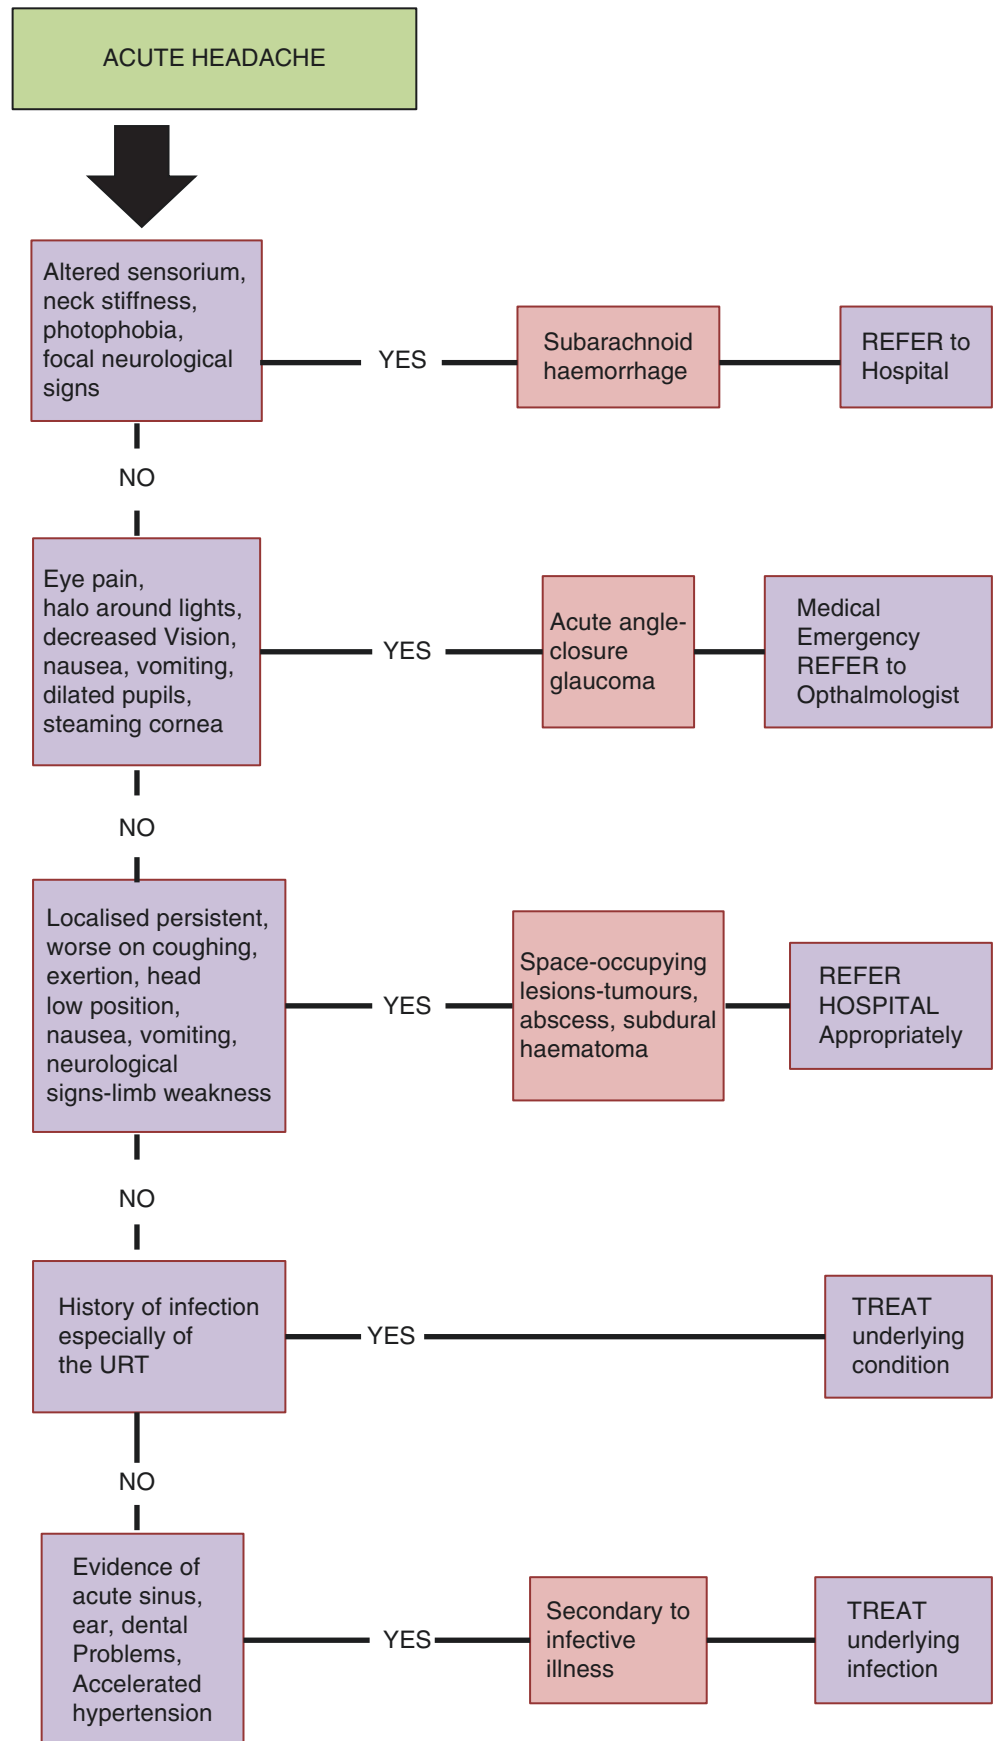 ACUTE HEADACHE
Altered sensorium,
neck stiffness,
photophobia,
focal neurological
signs
YES
Subarachnoid
haemorrhage
REFER to
Hospital
NO
Eye pain,
halo around lights,
decreased Vision,
nausea, vomiting,
dilated pupils,
steaming cornea
YES
Acute angle-
closure
glaucoma
Medical
Emergency
REFER to
Opthalmologist
NO
Localised persistent,
worse on coughing,
exertion, head
low position,
nausea, vomiting,
neurological
signs-limb weakness
YES
Space-occupying
lesions-tumours,
abscess, subdural
haematoma
REFER
HOSPITAL
Appropriately
NO
History of infection
especially of
the URT
YES
TREAT
underlying
condition
NO
Evidence of
acute sinus,
ear, dental
Problems,
Accelerated
hypertension
YES
Secondary to
infective
illness
TREAT
underlying
infection